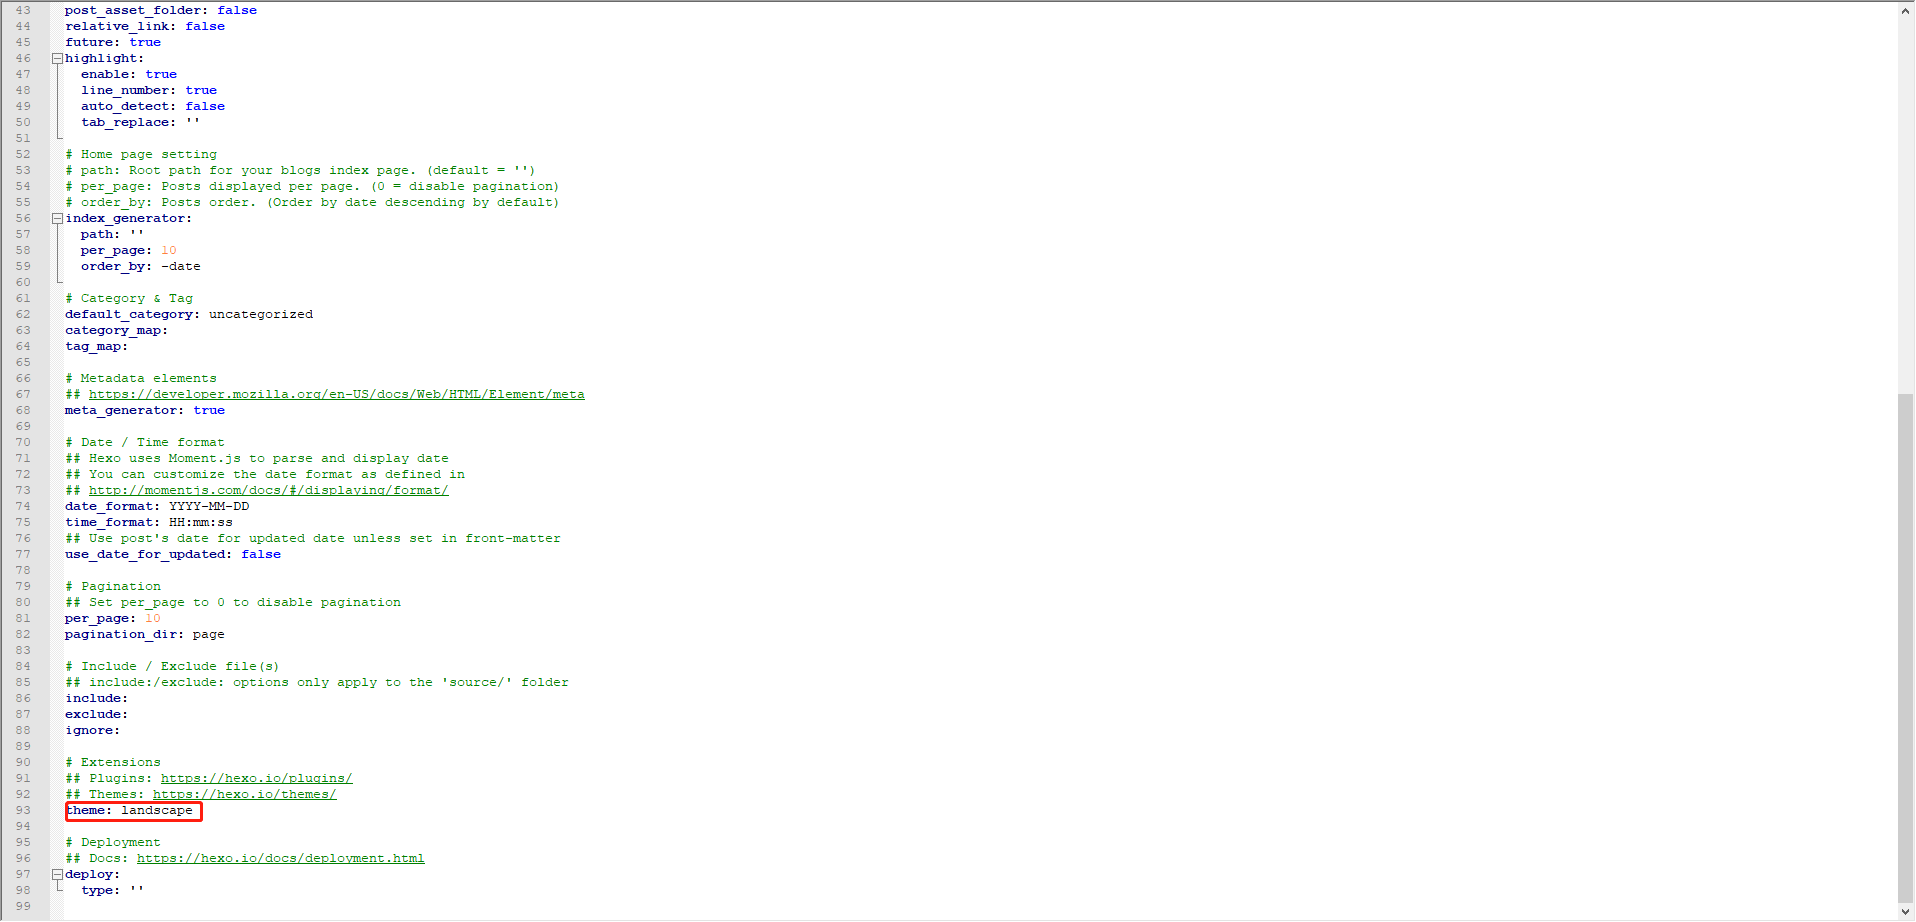 43 post_asset_folder: false
44 relative_link: false
45 future: true
46 highlight:
47 enable: true
48 line_number: true
49 auto_detect: false
50 tab_replace: ''
51
52 # Home page setting
53 # path: Root path for your blogs index page. (default = '')
54 # per_page: Posts displayed per page. (0 = disable pagination)
55 # order_by: Posts order. (Order by date descending by default)
56 index_generator:
57 path: ''
58 per_page: 10
59 order_by: -date
60
61 # Category & Tag
62 default_category: uncategorized
63 category_map:
64 tag_map:
65
66 # Metadata elements
67 ## https://developer.mozilla.org/en-US/docs/Web/HTML/Element/meta
68 meta_generator: true
69
70 # Date / Time format
71 ## Hexo uses Moment.js to parse and display date
72 ## You can customize the date format as defined in
73 ## http://momentjs.com/docs/#/displaying/format/
74 date_format: YYYY-MM-DD
75 time_format: HH:mm:ss
76 ## Use post's date for updated date unless set in front-matter
77 use_date_for_updated: false
78
79 # Pagination
80 ## Set per_page to 0 to disable pagination
81 per_page: 10
82 pagination_dir: page
83
84 # Include / Exclude file(s)
85 ## include:/exclude: options only apply to the 'source/' folder
86 include:
87 exclude:
88 ignore:
89
90 # Extensions
91 ## Plugins: https://hexo.io/plugins/
92 ## Themes: https://hexo.io/themes/
93 theme: landscape
94
95 # Deployment
96 ## Docs: https://hexo.io/docs/deployment.html
97 deploy:
98 type: ''
99